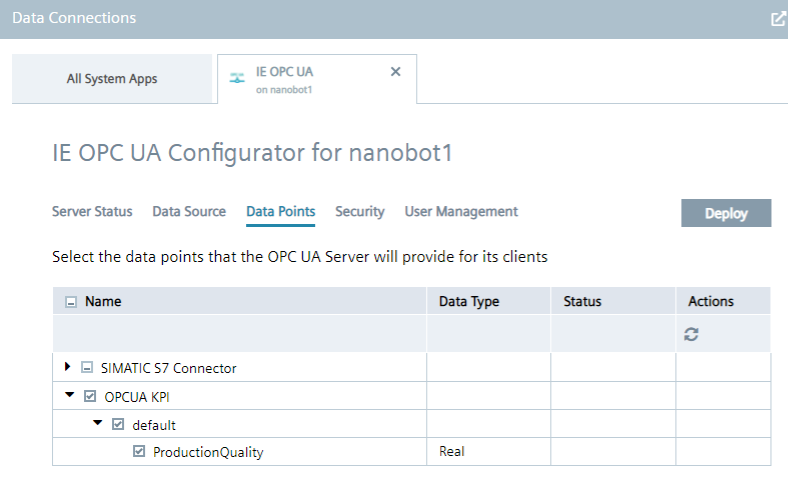 Data Connections
All System Apps
IE OPC UA
on nanobot1
IE OPC UA Configurator for nanobot1
Server Status Data Source Data Points Security User Management Deploy
Select the data points that the OPC UA Server will provide for its clients
Name Data Type Status Actions
SIMATIC S7 Connector
OPCUA KPI
default
ProductionQuality Real